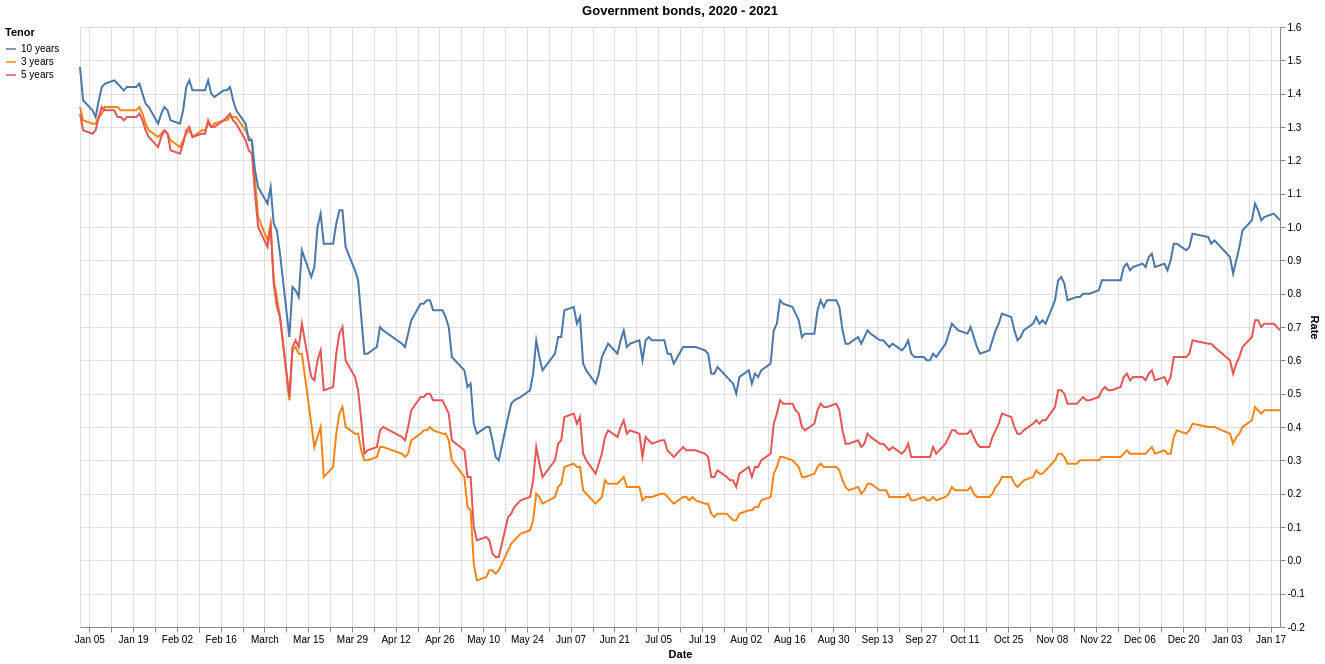 Government bonds, 2020 - 2021
Tenor
10 years
3 years
5 years
1.6
1.5
1.4
1.3
1.2
1.1
1.0
0.9
0.8
0.7
0.6
0.5
0.4
0.3
0.2
0.1
0.0
-0.1
-0.2
Rate
Jan 05 Jan 19 Feb 02 Feb 16 March Mar 15 Mar 29 Apr 12 Apr 26 May 10 May 24 Jun 07 Jun 21 Jul 05 Jul 19 Aug 02 Aug 16 Aug 30 Sep 13 Sep 27 Oct 11 Oct 25 Nov 08 Nov 22 Dec 06 Dec 20 Jan 03 Jan 17
Date